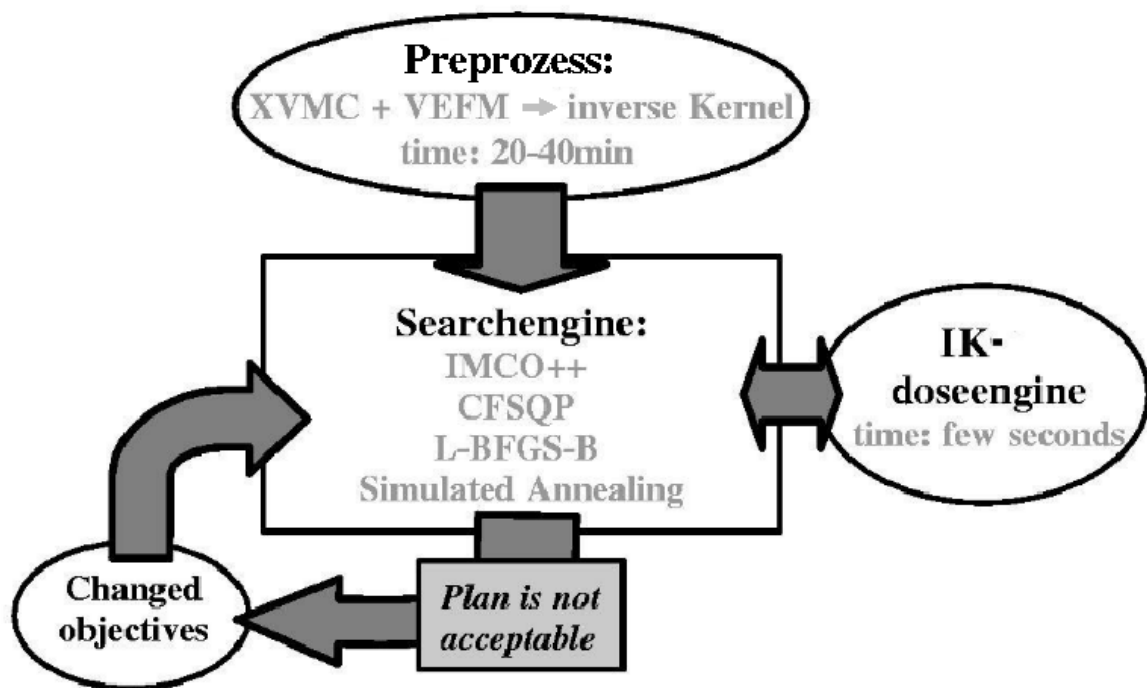 Preprozess:
XVMC + VEFM → inverse Kernel
time: 20-40min
Searchengine:
IMCO++
CFSQP
L-BFGS-B
Simulated Annealing
IK-
doseengine
time: few seconds
Plan is not
acceptable
Changed
objectives